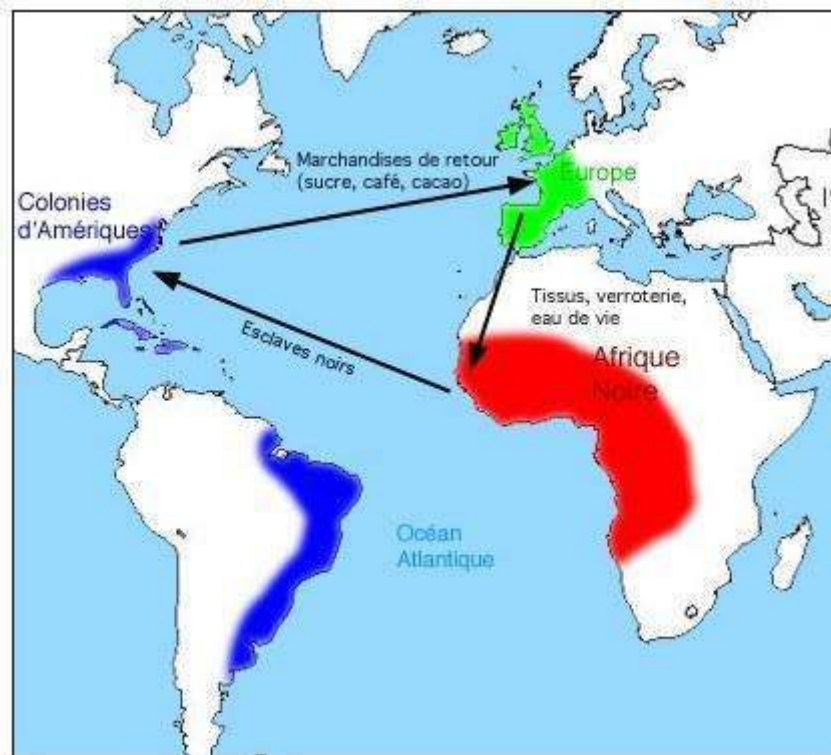 Marchandises de retour
(sucre, café, cacao)
Europe
Colonies
d'Amériques
Tissus, verroterie,
eau de vie
Esclaves noirs
Afrique
Noire
Océan
Atlantique